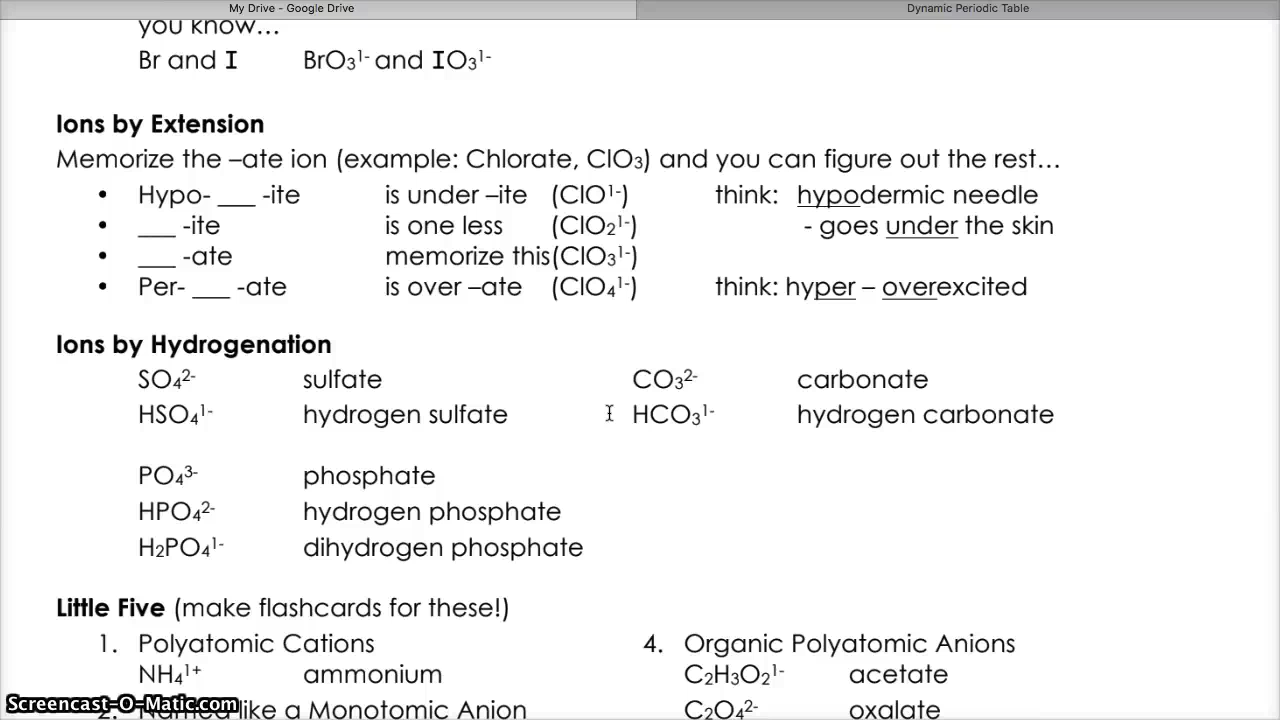 My Drive - Google Drive Dynamic Periodic Table
you know…
Br and I BrO₃¹⁻ and IO₃¹⁻
Ions by Extension
Memorize the –ate ion (example: Chlorate, ClO₃) and you can figure out the rest…
• Hypo- ___ -ite is under –ite (ClO¹⁻) think: hypodermic needle
• ___ -ite is one less (ClO₂¹⁻) - goes under the skin
• ___ -ate memorize this(ClO₃¹⁻)
• Per- ___ -ate is over –ate (ClO₄¹⁻) think: hyper – overexcited
Ions by Hydrogenation
SO₄²⁻ sulfate CO₃²⁻ carbonate
HSO₄¹⁻ hydrogen sulfate HCO₃¹⁻ hydrogen carbonate
PO₄³⁻ phosphate
HPO₄²⁻ hydrogen phosphate
H₂PO₄¹⁻ dihydrogen phosphate
Little Five (make flashcards for these!)
1. Polyatomic Cations 4. Organic Polyatomic Anions
NH₄¹⁺ ammonium C₂H₃O₂¹⁻ acetate
Screencast-O-Matic.com
2. Named like a Monotomic Anion C₂O₄²⁻ oxalate